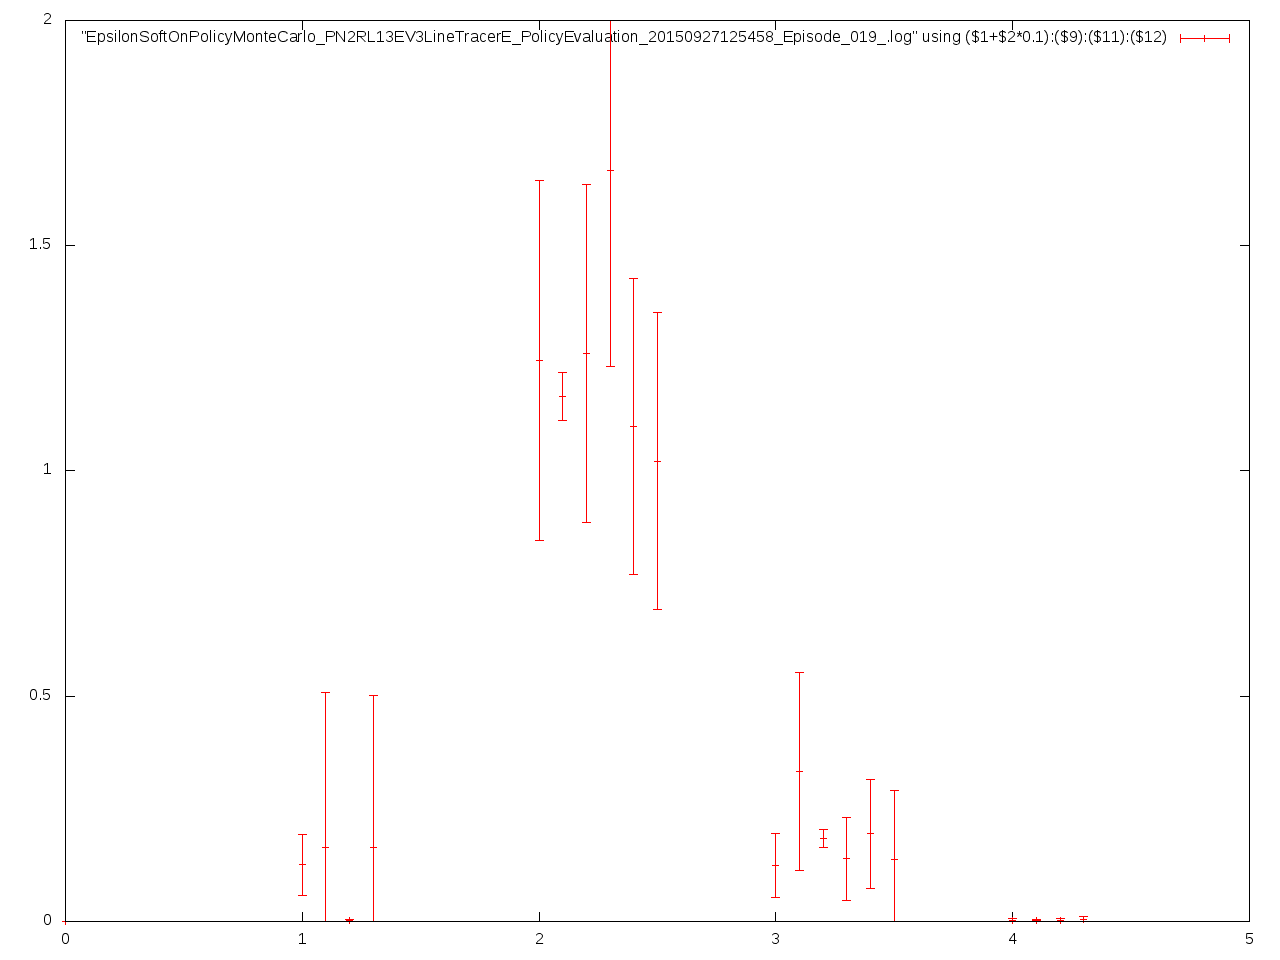 2
"EpsilonSoftOnPolicyMonteCarlo_PN2RL13EV3LineTracerE_PolicyEvaluation_20150927125458_Episode_019_.log" using ($1+$2*0.1):($9):($11):($12)
1.5
1
0.5
0
0 1 2 3 4 5